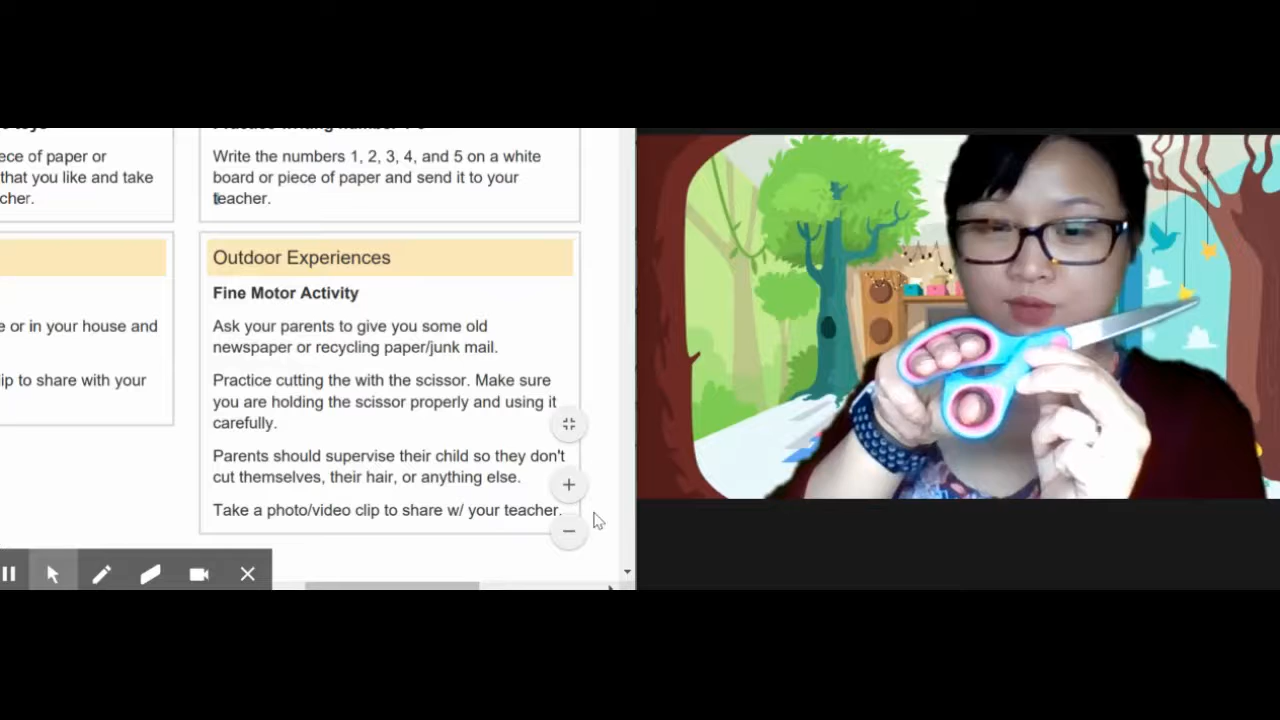 ece of paper or
that you like and take
cher.
Write the numbers 1, 2, 3, 4, and 5 on a white
board or piece of paper and send it to your
teacher.
e or in your house and
lip to share with your
Outdoor Experiences
Fine Motor Activity
Ask your parents to give you some old
newspaper or recycling paper/junk mail.
Practice cutting the with the scissor. Make sure
you are holding the scissor properly and using it
carefully.
Parents should supervise their child so they don't
cut themselves, their hair, or anything else.
Take a photo/video clip to share w/ your teacher.